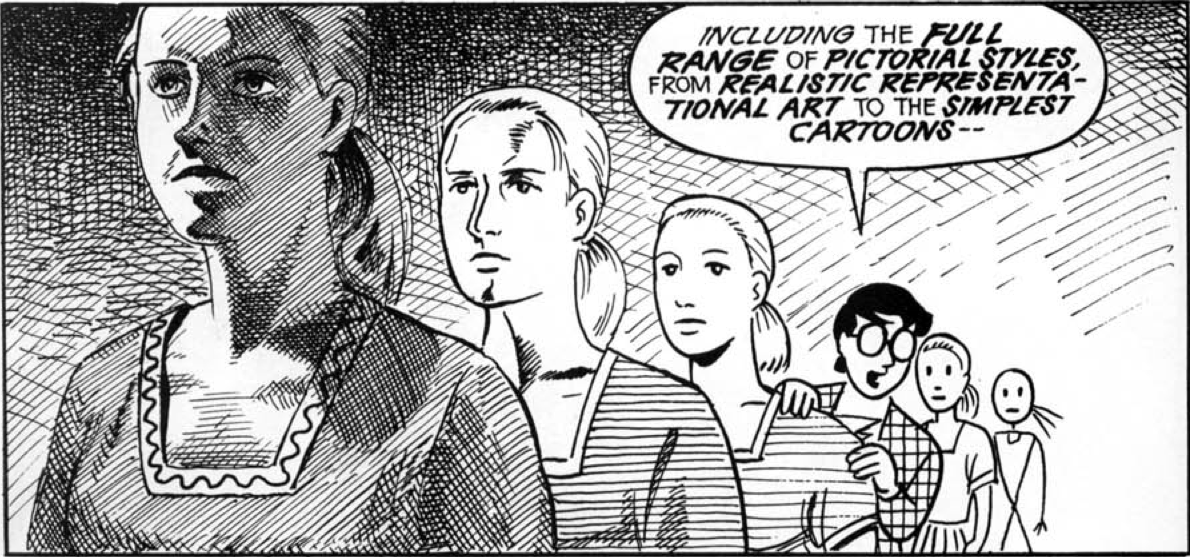 INCLUDING THE FULL
RANGE OF PICTORIAL STYLES,
FROM REALISTIC REPRESENTA-
TIONAL ART TO THE SIMPLEST
CARTOONS--